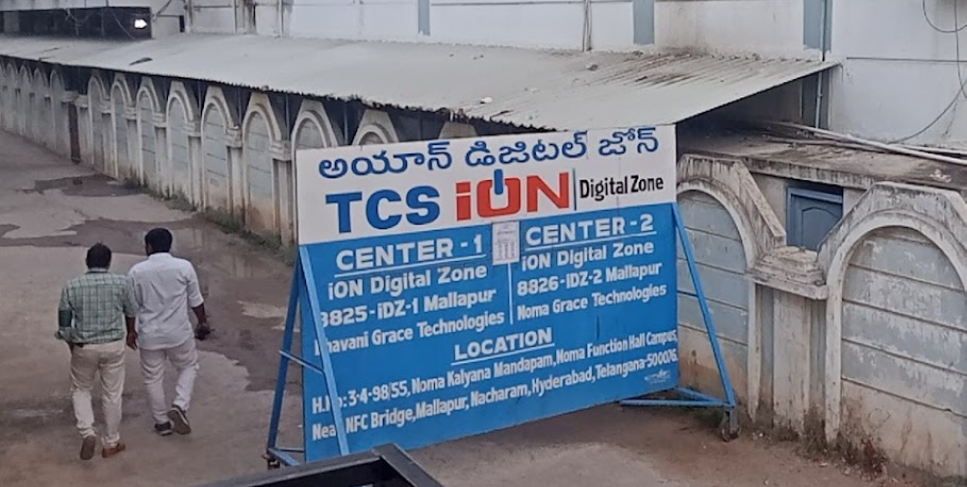 అయాన్ డిజిటల్ జోన్
TCS iON Digital Zone
CENTER - 1
iON Digital Zone
8825-iDZ-1 Mallapur
Bhavani Grace Technologies
CENTER - 2
iON Digital Zone
8826-iDZ-2 Mallapur
Noma Grace Technologies
LOCATION
H.No: 3-4-98/55, Noma Kalyana Mandapam, Noma Function Hall Campus,
Near NFC Bridge, Mallapur, Nacharam, Hyderabad, Telangana-500076.